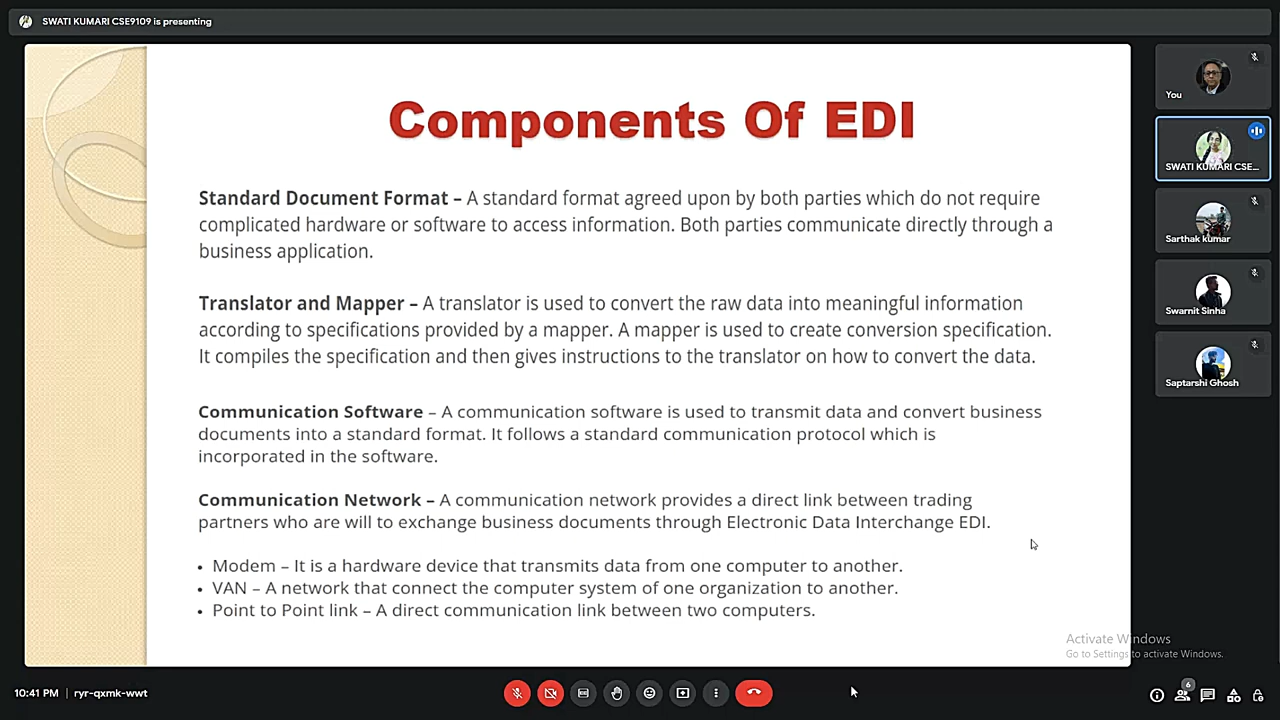 SWATI KUMARI CSE9109 is presenting
Components Of EDI
Standard Document Format – A standard format agreed upon by both parties which do not require
complicated hardware or software to access information. Both parties communicate directly through a
business application.
Translator and Mapper – A translator is used to convert the raw data into meaningful information
according to specifications provided by a mapper. A mapper is used to create conversion specification.
It compiles the specification and then gives instructions to the translator on how to convert the data.
Communication Software – A communication software is used to transmit data and convert business
documents into a standard format. It follows a standard communication protocol which is
incorporated in the software.
Communication Network – A communication network provides a direct link between trading
partners who are will to exchange business documents through Electronic Data Interchange EDI.
• Modem – It is a hardware device that transmits data from one computer to another.
• VAN – A network that connect the computer system of one organization to another.
• Point to Point link – A direct communication link between two computers.
You
SWATI KUMARI CSE...
Sarthak kumar
Swarnit Sinha
Saptarshi Ghosh
Activate Windows
Go to Settings to activate Windows.
10:41 PM | ryr-qxmk-wwt
6